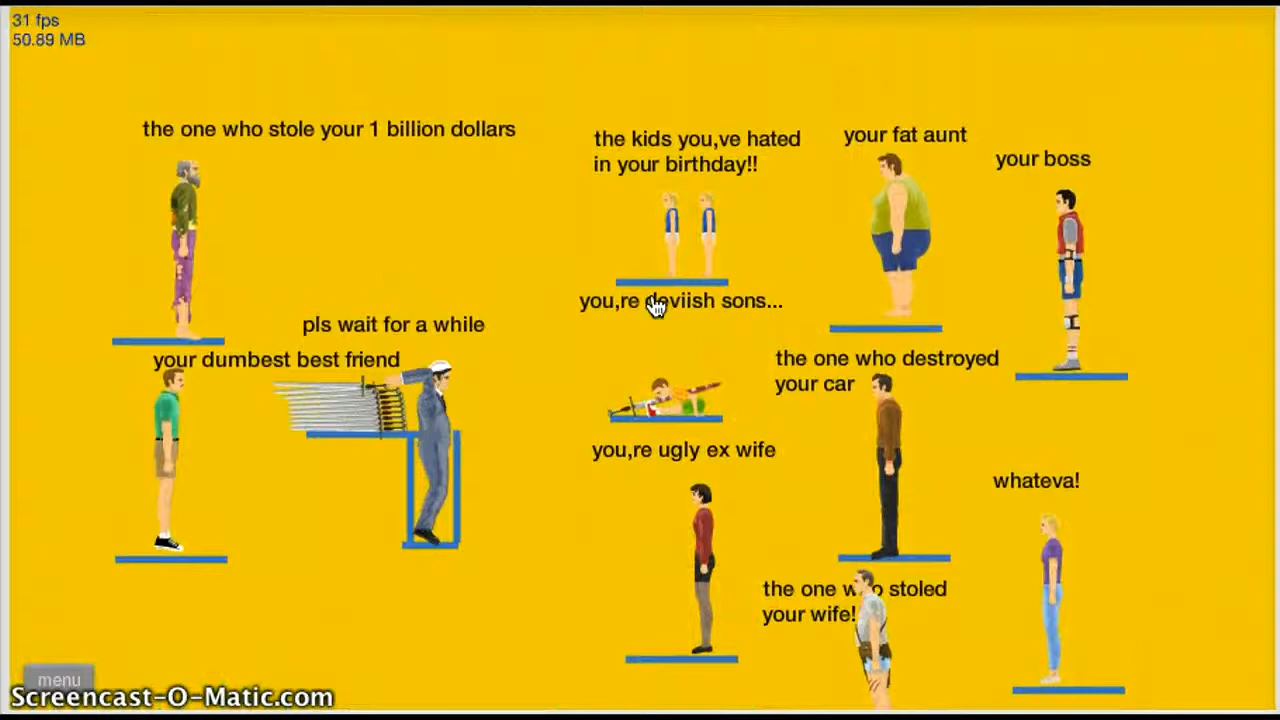 31 fps
50.89 MB
the one who stole your 1 billion dollars
the kids you,ve hated
in your birthday!!
your fat aunt
your boss
you,re deviish sons...
pls wait for a while
your dumbest best friend
the one who destroyed
your car
you,re ugly ex wife
whateva!
the one who stoled
your wife!
menu
Screencast-O-Matic.com